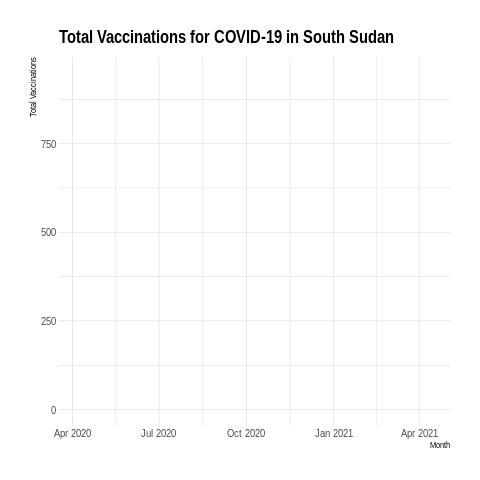 Total Vaccinations for COVID-19 in South Sudan
Total Vaccinations
750
500
250
0
Apr 2020 Jul 2020 Oct 2020 Jan 2021 Apr 2021
Month